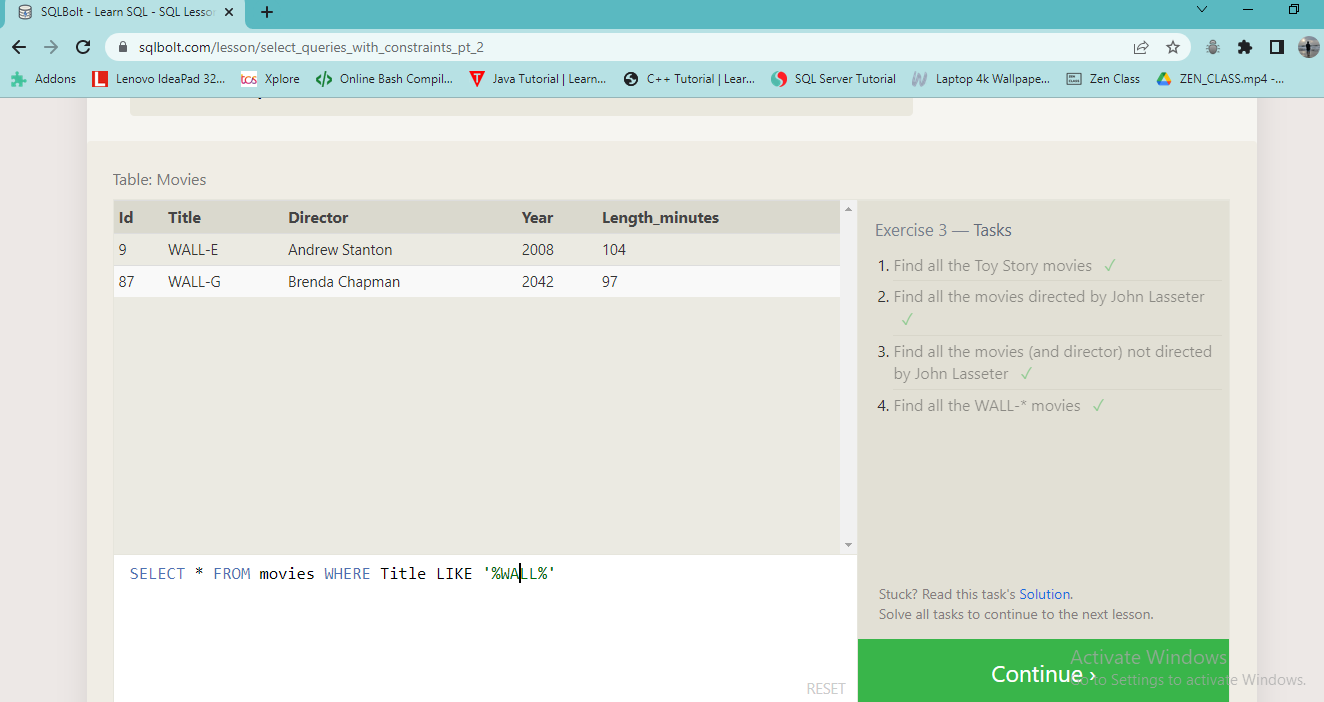 SQLBolt - Learn SQL - SQL Lesso
sqlbolt.com/lesson/select_queries_with_constraints_pt_2
Addons
Lenovo IdeaPad 32...
tcs Xplore
Online Bash Compil...
Java Tutorial | Learn...
C++ Tutorial | Lear...
SQL Server Tutorial
Laptop 4k Wallpape...
Zen Class
ZEN_CLASS.mp4 -...
Table: Movies
Id Title Director Year Length_minutes
9 WALL-E Andrew Stanton 2008 104
87 WALL-G Brenda Chapman 2042 97
SELECT * FROM movies WHERE Title LIKE '%WALL%'
RESET
Exercise 3 — Tasks
1. Find all the Toy Story movies ✓
2. Find all the movies directed by John Lasseter
✓
3. Find all the movies (and director) not directed
by John Lasseter ✓
4. Find all the WALL-* movies ✓
Stuck? Read this task's Solution.
Solve all tasks to continue to the next lesson.
Continue ›
Activate Windows
Go to Settings to activate Windows.